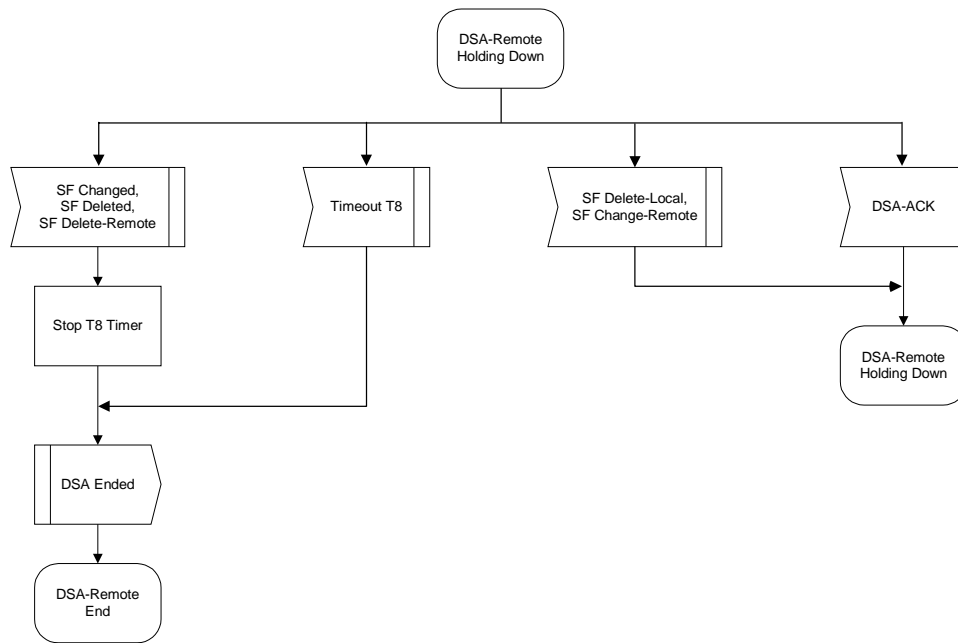 DSA-Remote
Holding Down
SF Changed,
SF Deleted,
SF Delete-Remote
Timeout T8
SF Delete-Local,
SF Change-Remote
DSA-ACK
Stop T8 Timer
DSA-Remote
Holding Down
DSA Ended
DSA-Remote
End